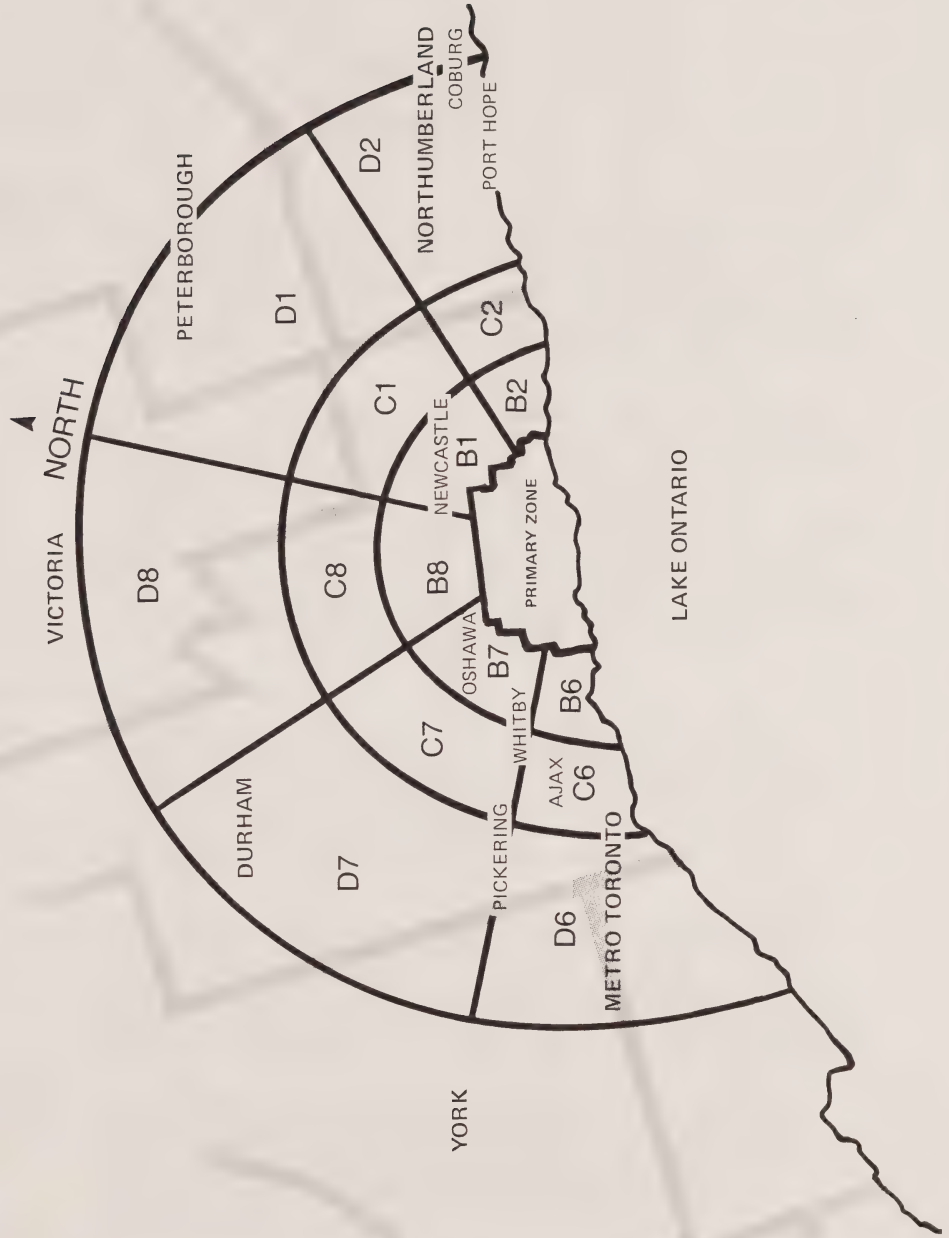 NORTH
VICTORIA
PETERBOROUGH
D8
D1
D2
NORTHUMBERLAND
COBURG
PORT HOPE
DURHAM
D7
C8
C1
C2
C7
B8
NEWCASTLE
B1
B2
OSHAWA
B7
PRIMARY ZONE
WHITBY
B6
AJAX
C6
PICKERING
D6
METRO TORONTO
YORK
LAKE ONTARIO